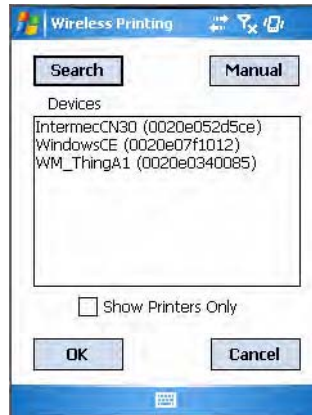 Wireless Printing
Search Manual
Devices
IntermecCN30 (0020e052d5ce)
WindowsCE (0020e07f1012)
WM_ThingA1 (0020e0340085)
Show Printers Only
OK Cancel